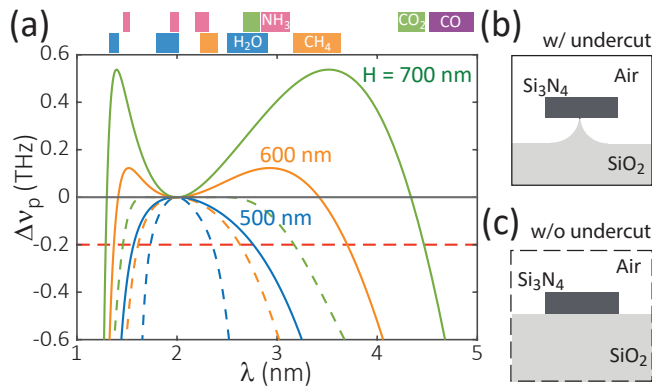 (a)
NH3
CO2
CO
H2O
CH4
0.6
0.4
0.2
0
-0.2
-0.4
-0.6
Δνp (THz)
H = 700 nm
600 nm
500 nm
1
2
3
4
5
λ (nm)
(b)
w/ undercut
Air
Si3N4
SiO2
(c)
w/o undercut
Air
Si3N4
SiO2